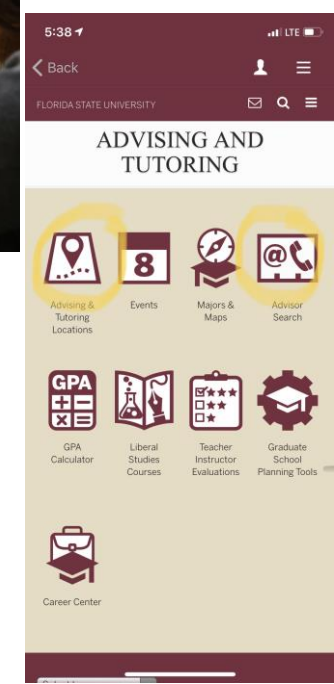 5:38
LTE
Back
FLORIDA STATE UNIVERSITY
ADVISING AND
TUTORING
8
@
Advising &
Tutoring
Locations
Events
Majors &
Maps
Advisor
Search
GPA
GPA
Calculator
Liberal
Studies
Courses
Teacher
Instructor
Evaluations
Graduate
School
Planning Tools
Career Center